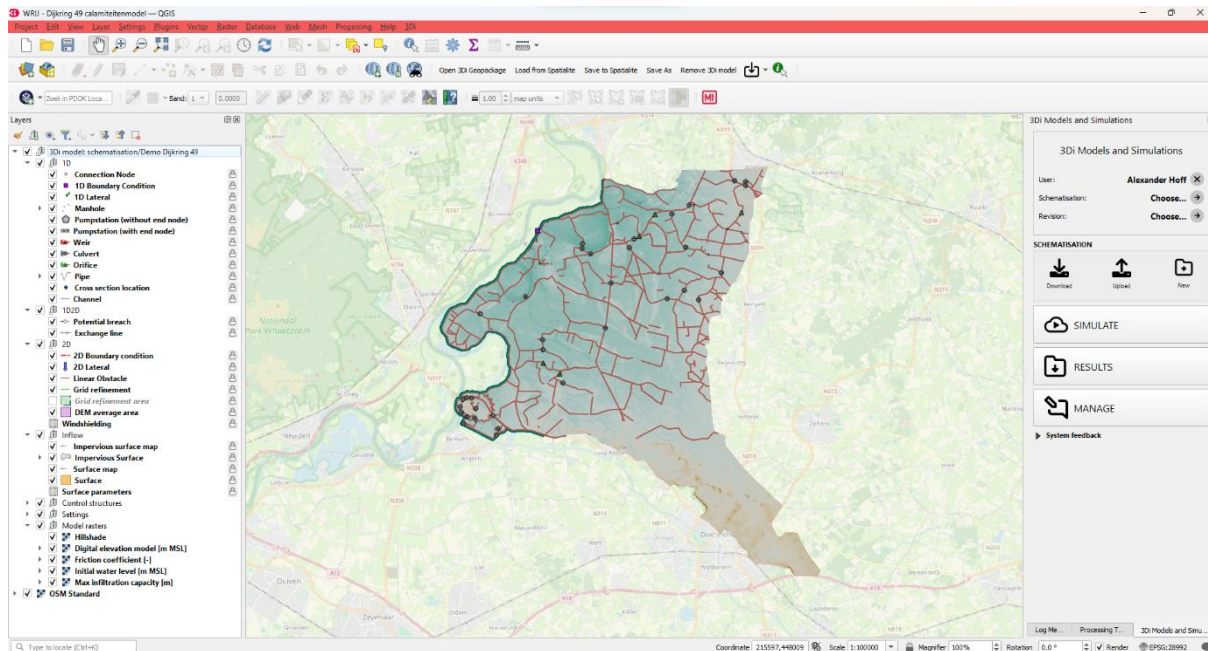 WRIJ - Dijkring 49 calamiteitenmodel — QGIS
Project Edit View Layer Settings Plugins Vector Raster Database Web Mesh Processing Help 3Di
Open 3Di Geopackage Load from Spatialite Save to Spatialite Save As Remove 3Di model
Zoek in PDOK Loca... Band: 1 0.0000 1.00 map units MI
Layers
3Di model: schematisation/Demo Dijkring 49
1D
Connection Node
1D Boundary Condition
1D Lateral
Manhole
Pumpstation (without end node)
Pumpstation (with end node)
Weir
Culvert
Orifice
Pipe
Cross section location
Channel
1D2D
Potential breach
Exchange line
2D
2D Boundary condition
2D Lateral
Linear Obstacle
Grid refinement
Grid refinement area
DEM average area
Windshielding
Inflow
Impervious surface map
Impervious Surface
Surface map
Surface
Surface parameters
Control structures
Settings
Model rasters
Hillshade
Digital elevation model [m MSL]
Friction coefficient [-]
Initial water level [m MSL]
Max infiltration capacity [m]
OSM Standard
3Di Models and Simulations
3Di Models and Simulations
User: Alexander Hoff
Schematisation: Choose...
Revision: Choose...
SCHEMATISATION
Download Upload New
SIMULATE
RESULTS
MANAGE
System feedback
Log Me... Processing T... 3Di Models and Simu...
Type to locate (Ctrl+K) Coordinate 215597,448009 Scale 1:100000 Magnifier 100% Rotation 0.0 ° Render EPSG:28992